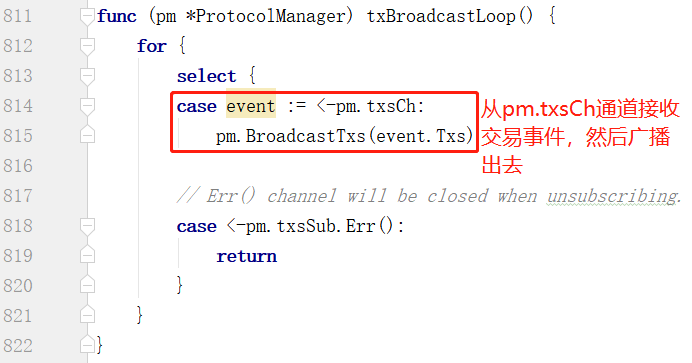 811 func (pm *ProtocolManager) txBroadcastLoop() {
812     for {
813         select {
814         case event := <-pm.txsCh:
815             pm.BroadcastTxs(event.Txs)
从pm.txsCh通道接收
交易事件，然后广播
出去
816
817         // Err() channel will be closed when unsubscribing.
818         case <-pm.txsSub.Err():
819             return
820         }
821     }
822 }